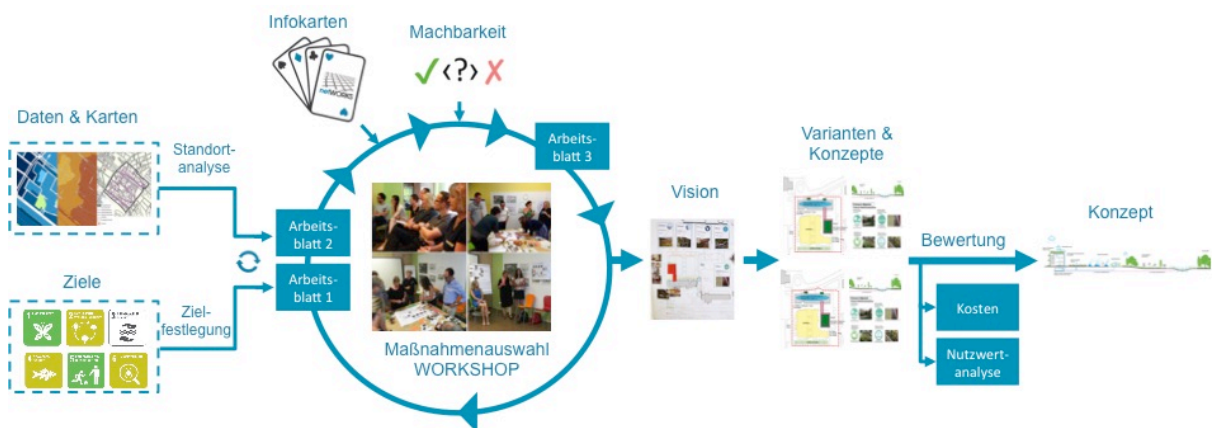 Infokarten
Machbarkeit
netWORKS
Daten & Karten
Standort-
analyse
Arbeits-
blatt 3
Arbeits-
blatt 2
Arbeits-
blatt 1
Ziele
Ziel-
festlegung
Maßnahmenauswahl
WORKSHOP
Vision
Varianten &
Konzepte
Bewertung
Kosten
Nutzwert-
analyse
Konzept